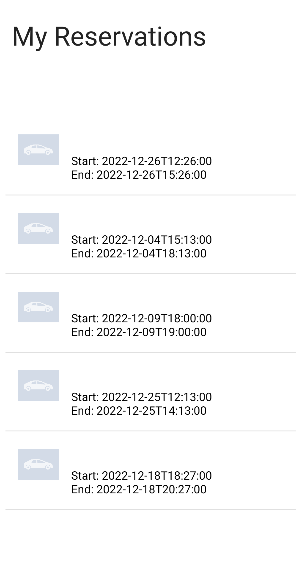 My Reservations
Start: 2022-12-26T12:26:00
End: 2022-12-26T15:26:00
Start: 2022-12-04T15:13:00
End: 2022-12-04T18:13:00
Start: 2022-12-09T18:00:00
End: 2022-12-09T19:00:00
Start: 2022-12-25T12:13:00
End: 2022-12-25T14:13:00
Start: 2022-12-18T18:27:00
End: 2022-12-18T20:27:00